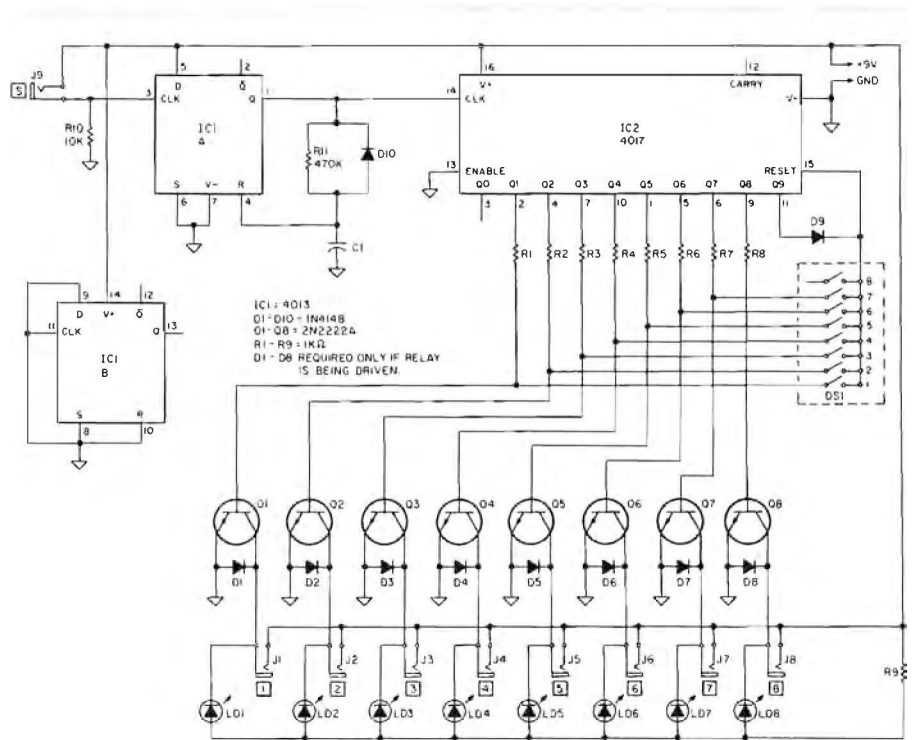 J9
S
R10
10K
5
D
2
Q̅
3
CLK
Q
1
IC1
A
S
V-
R
6
7
4
R11
470K
D10
C1
16
V+
14
CLK
12
CARRY
V-
IC2
4017
13
ENABLE
RESET
15
Q0
Q1
Q2
Q3
Q4
Q5
Q6
Q7
Q8
Q9
3
2
4
7
10
1
5
6
9
11
+9V
GND
D9
R1
R2
R3
R4
R5
R6
R7
R8
8
7
6
5
4
3
2
1
DS1
9
14
12
D
V+
Q̅
11
CLK
Q
13
IC1
B
S
R
8
10
IC1 = 4013
D1-D10 = 1N4148
Q1-Q8 = 2N2222A
R1-R9 = 1KΩ
D1-D8 REQUIRED ONLY IF RELAY
IS BEING DRIVEN.
Q1
Q2
Q3
Q4
Q5
Q6
Q7
Q8
D1
D2
D3
D4
D5
D6
D7
D8
J1
J2
J3
J4
J5
J6
J7
J8
1
2
3
4
5
6
7
8
R9
LD1
LD2
LD3
LD4
LD5
LD6
LD7
LD8